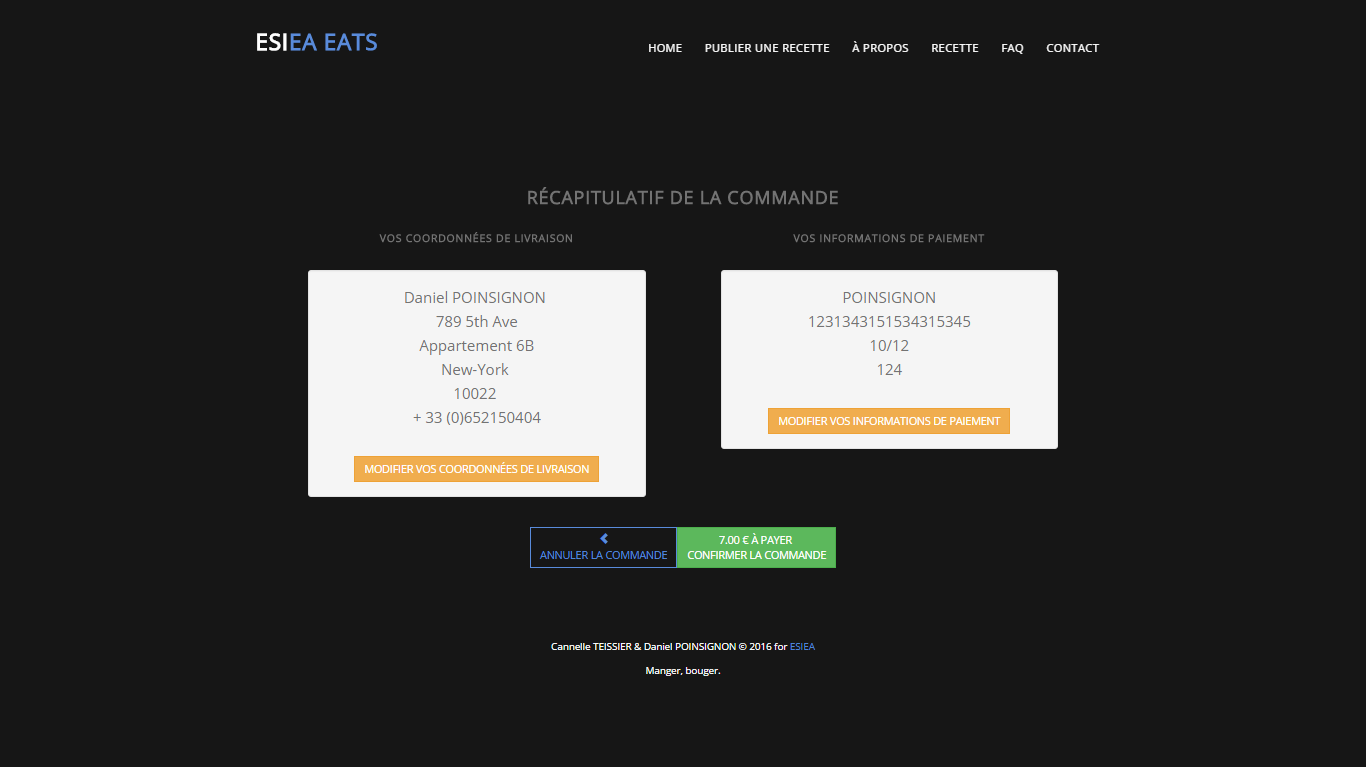 ESIEA EATS
HOME
PUBLIER UNE RECETTE
À PROPOS
RECETTE
FAQ
CONTACT
RÉCAPITULATIF DE LA COMMANDE
VOS COORDONNÉES DE LIVRAISON
Daniel POINSIGNON
789 5th Ave
Appartement 6B
New-York
10022
+ 33 (0)652150404
MODIFIER VOS COORDONNÉES DE LIVRAISON
VOS INFORMATIONS DE PAIEMENT
POINSIGNON
1231343151534315345
10/12
124
MODIFIER VOS INFORMATIONS DE PAIEMENT
ANNULER LA COMMANDE
7.00 € À PAYER
CONFIRMER LA COMMANDE
Cannelle TEISSIER & Daniel POINSIGNON © 2016 for ESIEA
Manger, bouger.